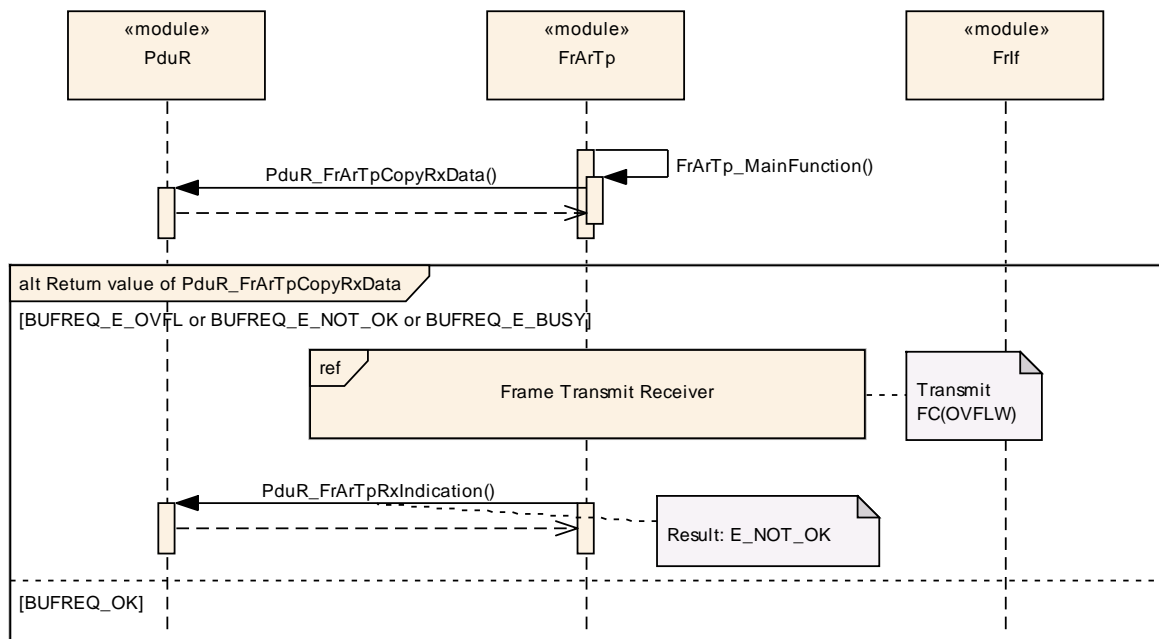 «module»
PduR
«module»
FrArTp
«module»
FrIf
FrArTp_MainFunction()
PduR_FrArTpCopyRxData()
alt Return value of PduR_FrArTpCopyRxData
[BUFREQ_E_OVFL or BUFREQ_E_NOT_OK or BUFREQ_E_BUSY]
ref
Frame Transmit Receiver
Transmit
FC(OVFLW)
PduR_FrArTpRxIndication()
Result: E_NOT_OK
[BUFREQ_OK]